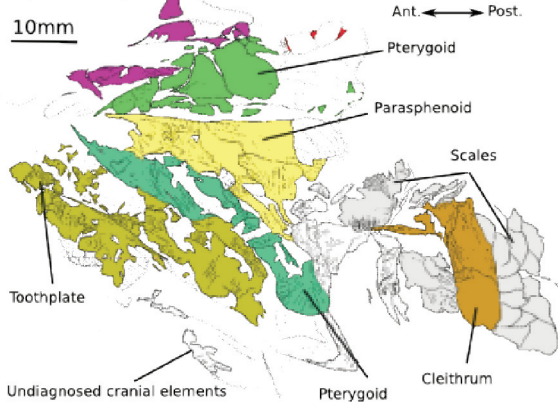 Ant. Post.
10mm
Pterygoid
Parasphenoid
Scales
Toothplate
Undiagnosed cranial elements
Pterygoid
Cleithrum